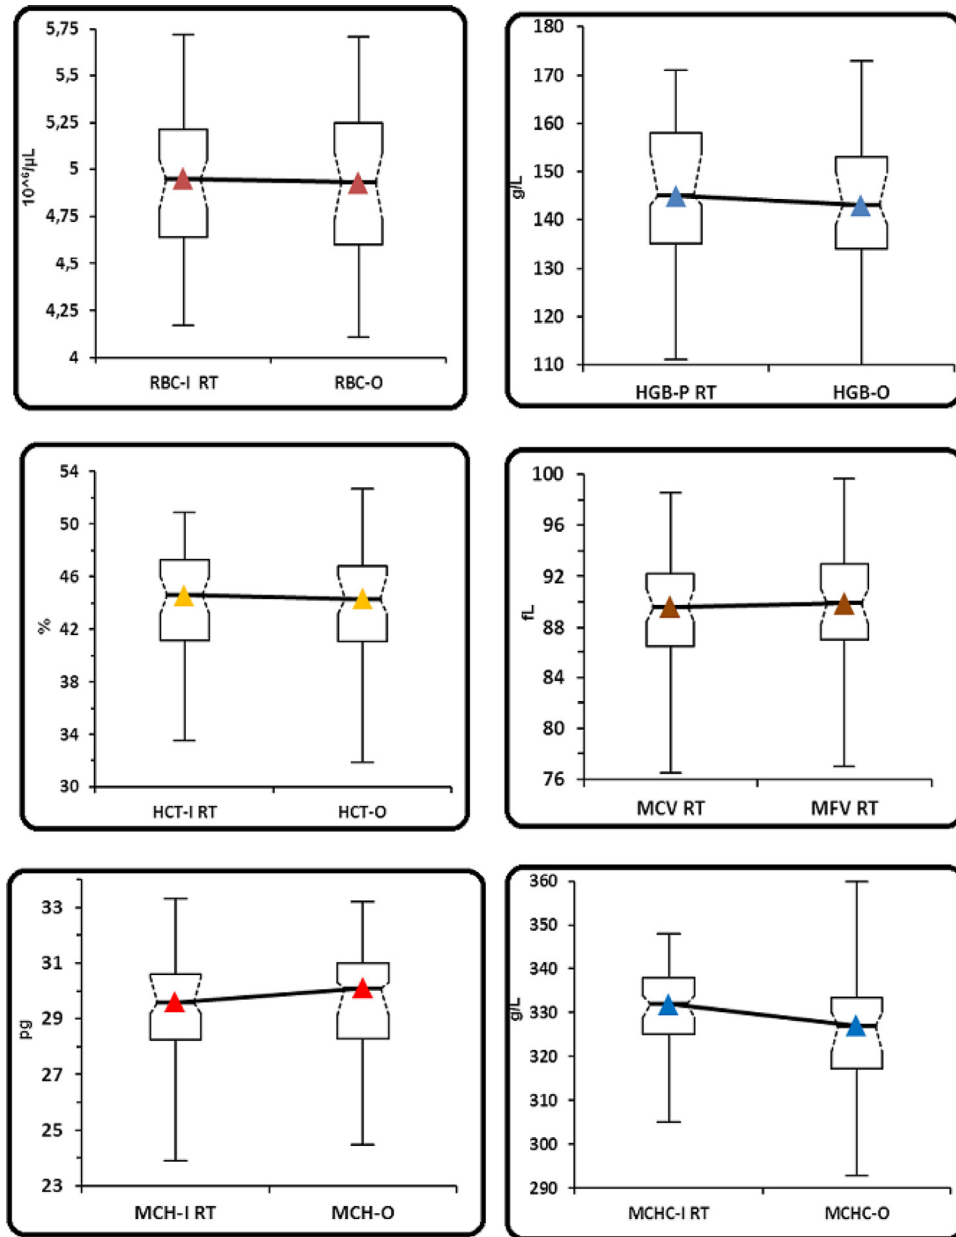 5,75
5,5
5,25
5
4,75
4,5
4,25
4
10^⁶/µL
RBC-I RT
RBC-O
180
170
160
150
140
130
120
110
g/L
HGB-P RT
HGB-O
54
50
46
42
38
34
30
%
HCT-I RT
HCT-O
100
96
92
88
84
80
76
fL
MCV RT
MFV RT
33
31
29
27
25
23
pg
MCH-I RT
MCH-O
360
350
340
330
320
310
300
290
g/L
MCHC-I RT
MCHC-O